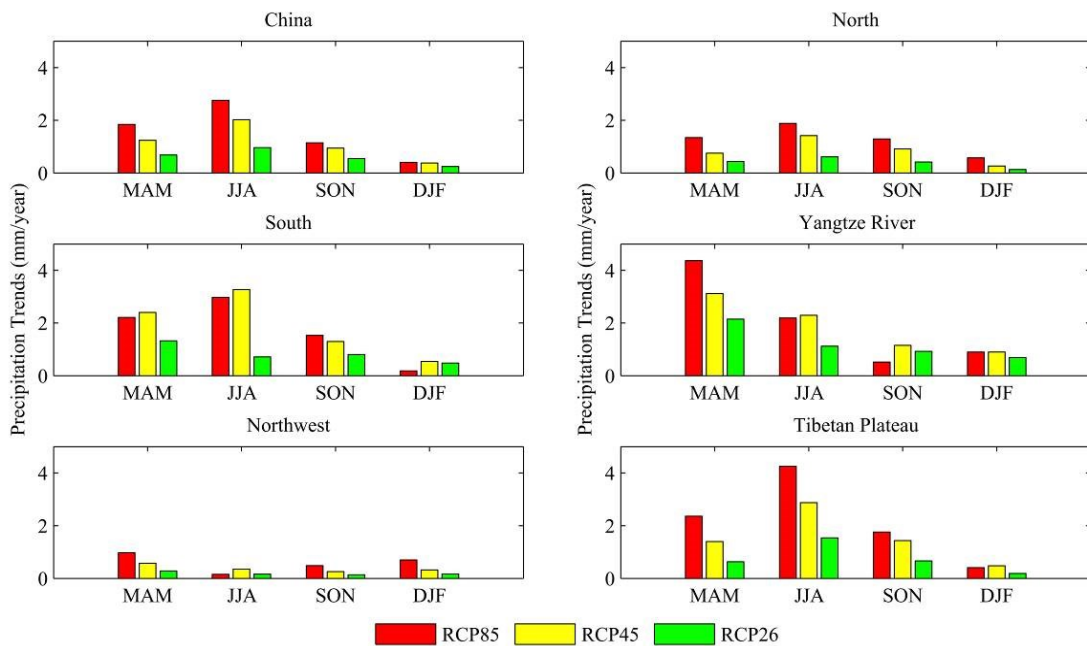 China
North
4
2
0
MAM JJA SON DJF
4
2
0
MAM JJA SON DJF
South
Yangtze River
Precipitation Trends (mm/year)
4
2
0
MAM JJA SON DJF
Precipitation Trends (mm/year)
4
2
0
MAM JJA SON DJF
Northwest
Tibetan Plateau
4
2
0
MAM JJA SON DJF
4
2
0
MAM JJA SON DJF
RCP85 RCP45 RCP26